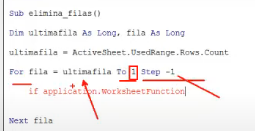 Sub elimina_filas()
Dim ultimafila As Long, fila As Long
ultimafila = ActiveSheet.UsedRange.Rows.Count
For fila = ultimafila To 1 Step -1
if application.WorksheetFunction
Next fila